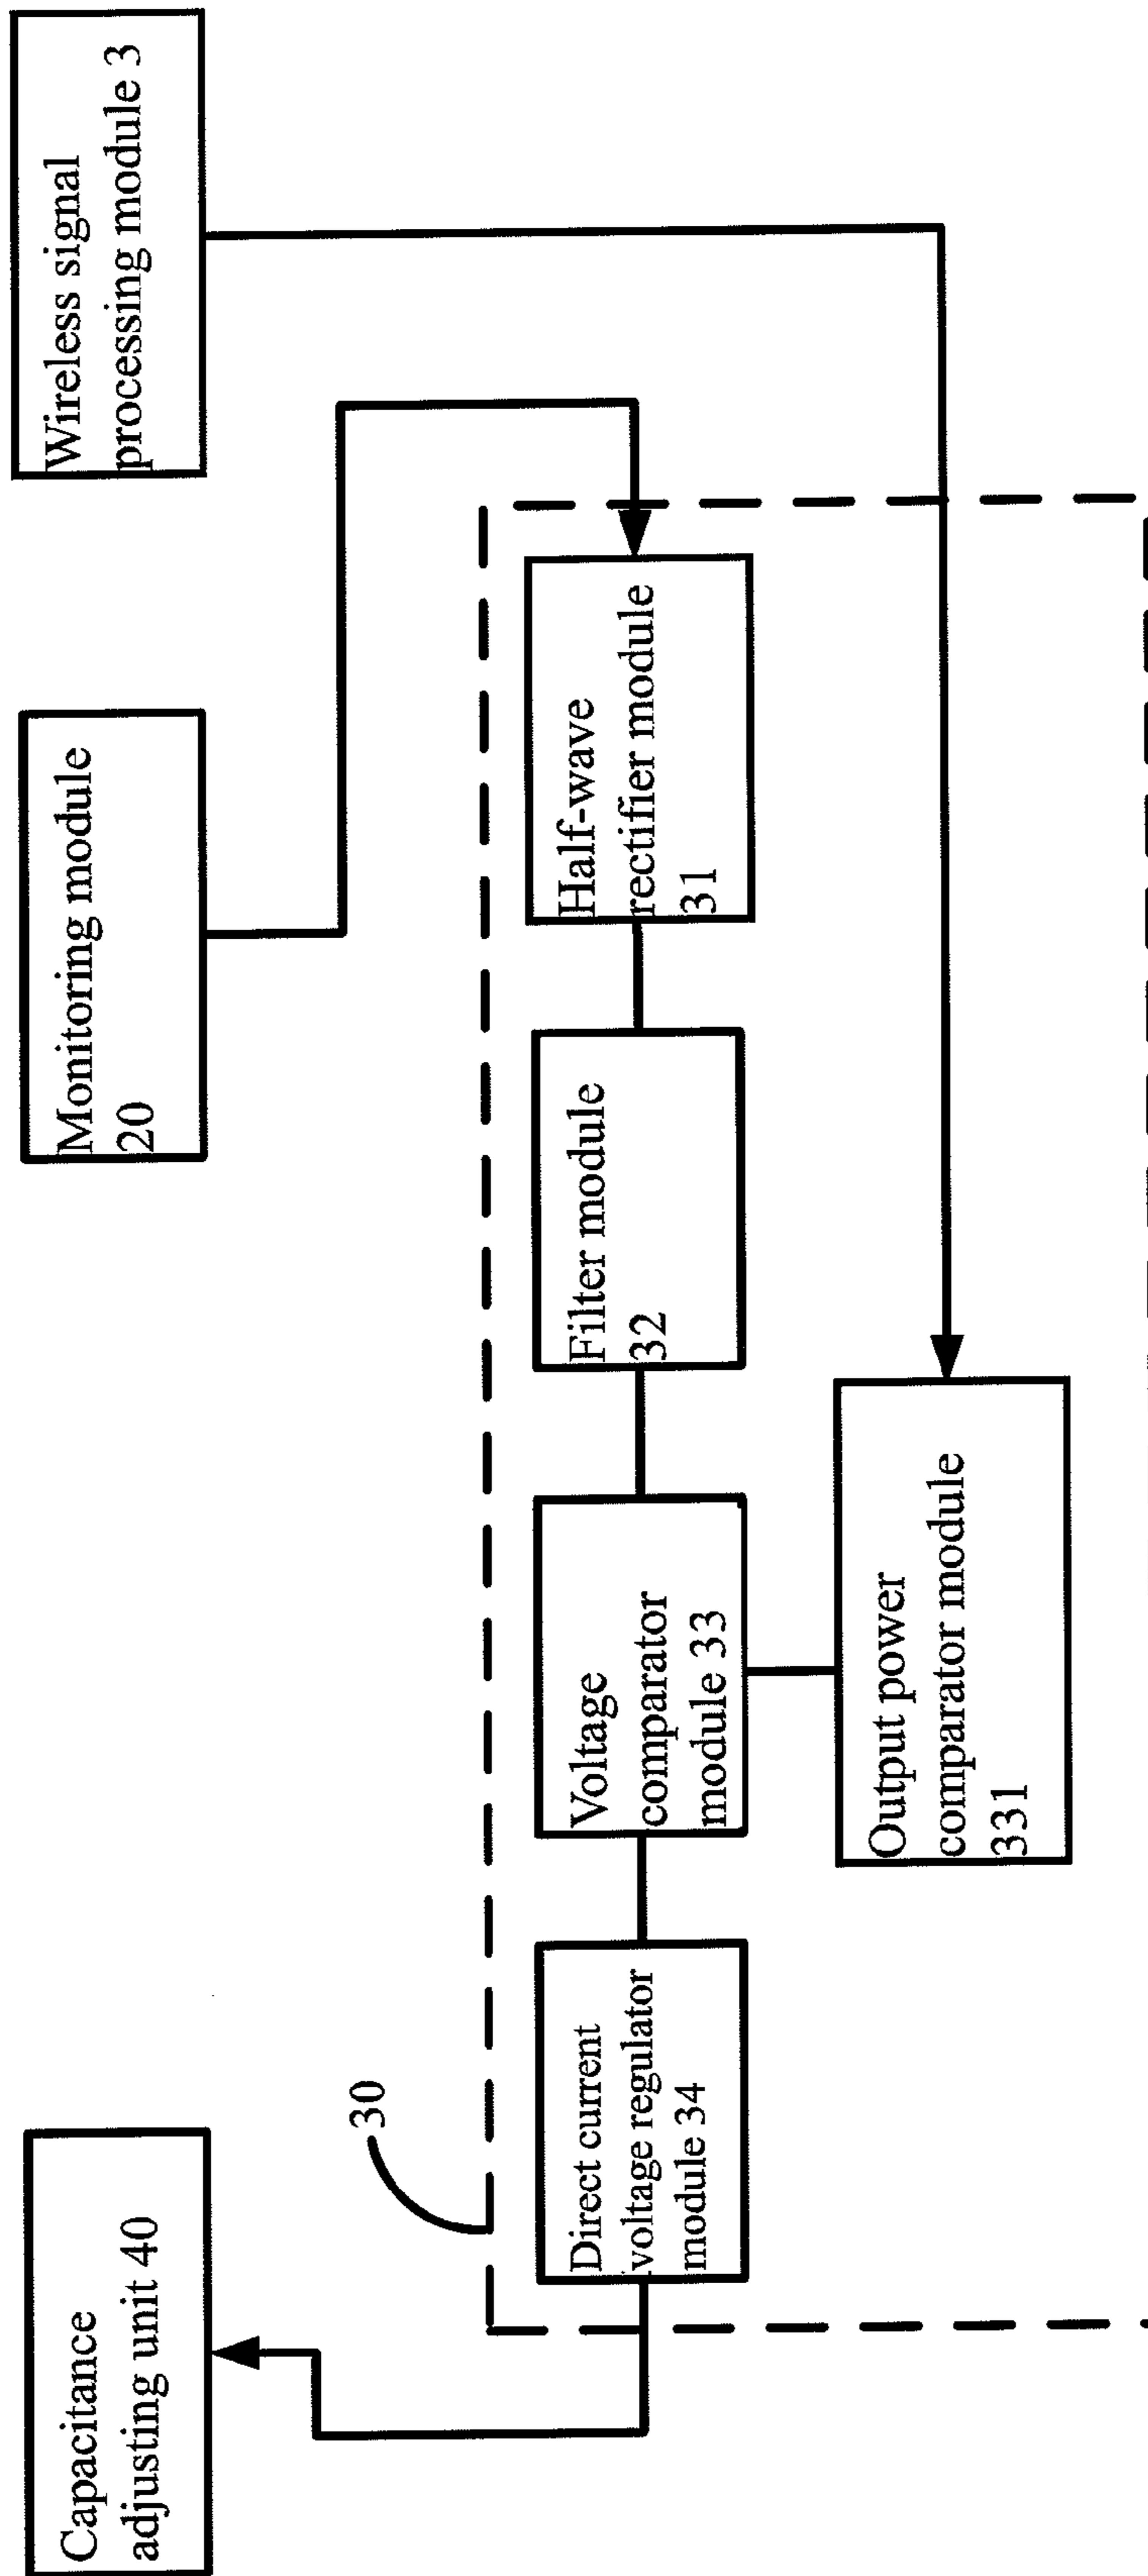 Capacitance
adjusting unit 40
Monitoring module
20
Wireless signal
processing module 3
30
Direct current
voltage regulator
module 34
Voltage
comparator
module 33
Filter module
32
Half-wave
rectifier module
31
Output power
comparator module
331